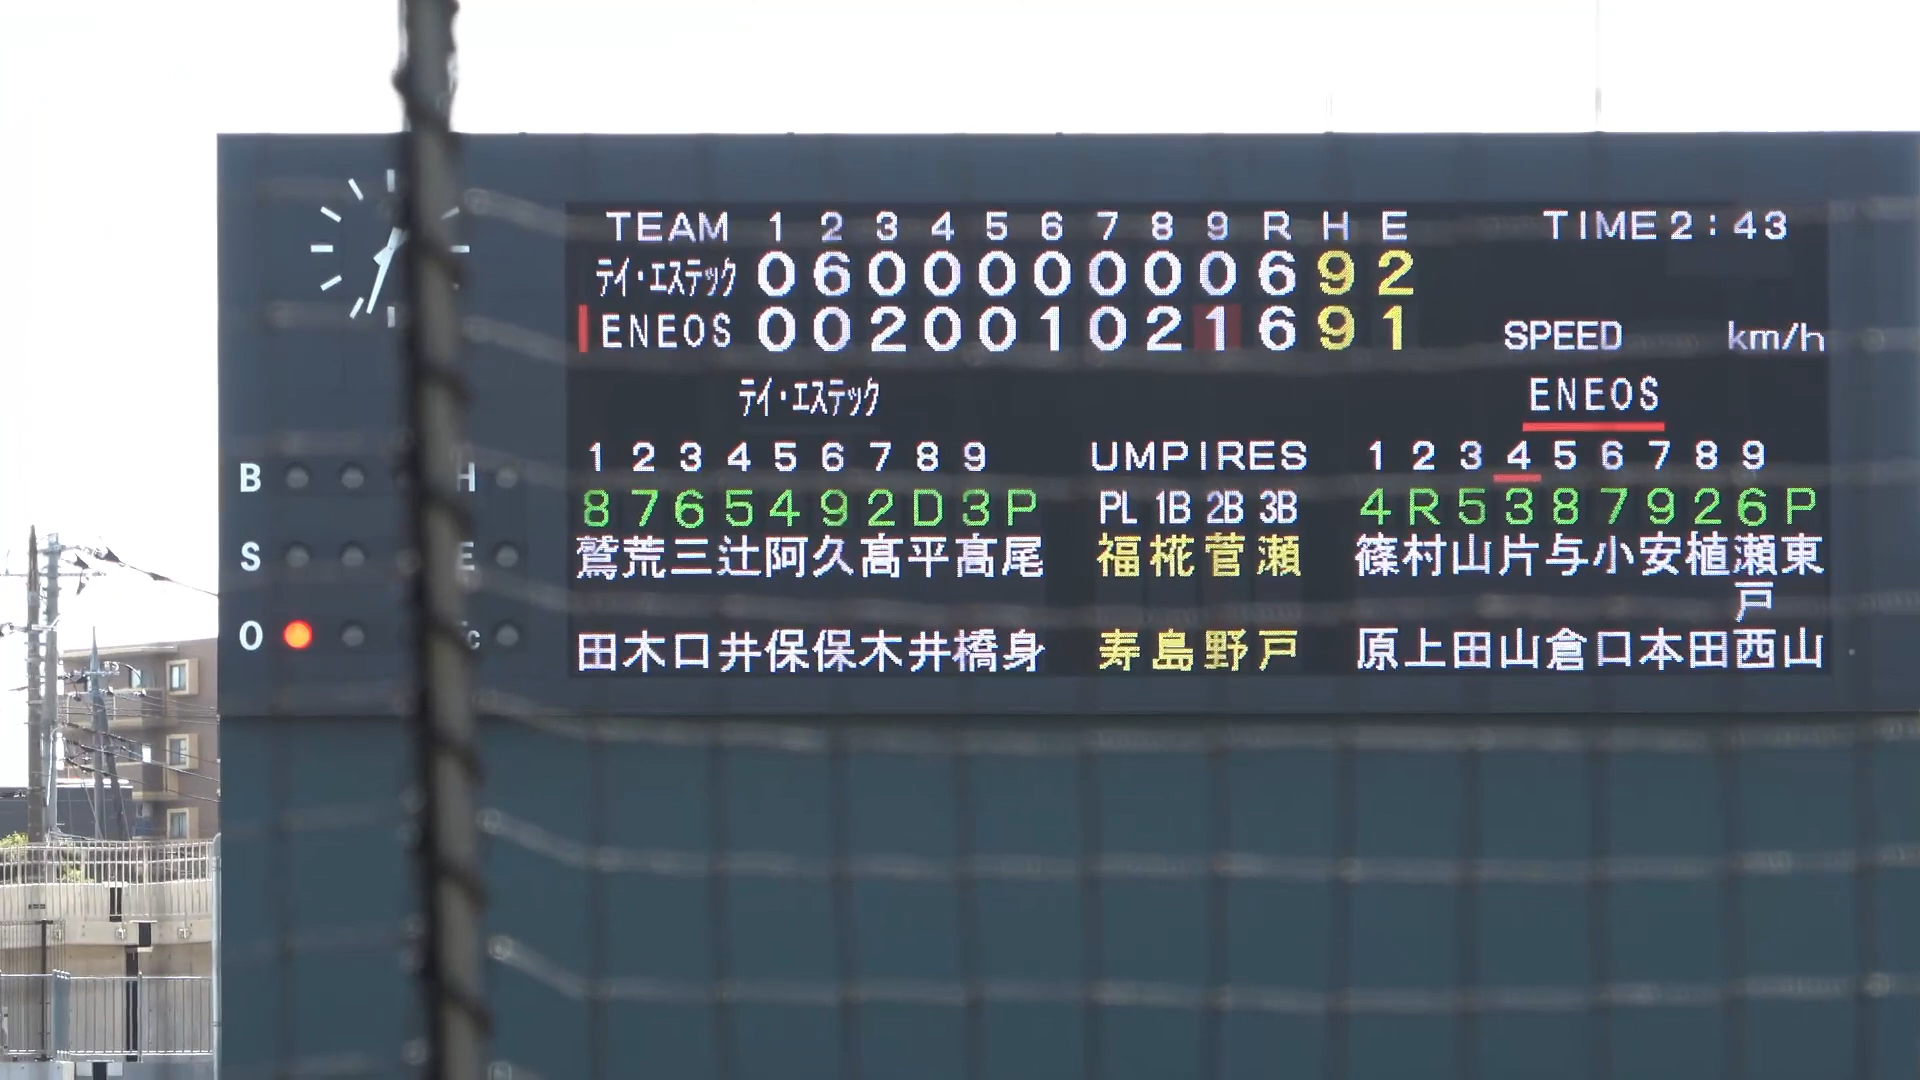 TEAM 1 2 3 4 5 6 7 8 9 R H E TIME 2:43
テイ・エステック 0 6 0 0 0 0 0 0 0 6 9 2
ENEOS 0 0 2 0 0 1 0 2 1 6 9 1 SPEED km/h
テイ・エステック ENEOS
1 2 3 4 5 6 7 8 9 UMPIRES 1 2 3 4 5 6 7 8 9
B H
8 7 6 5 4 9 2 D 3 P PL 1B 2B 3B 4 R 5 3 8 7 9 2 6 P
S E 鷲荒三辻阿久髙平髙尾 福椛菅瀬 篠村山片与小安植瀬東
戸
O c 田木口井保保木井橋身 寿島野戸 原上田山倉口本田西山